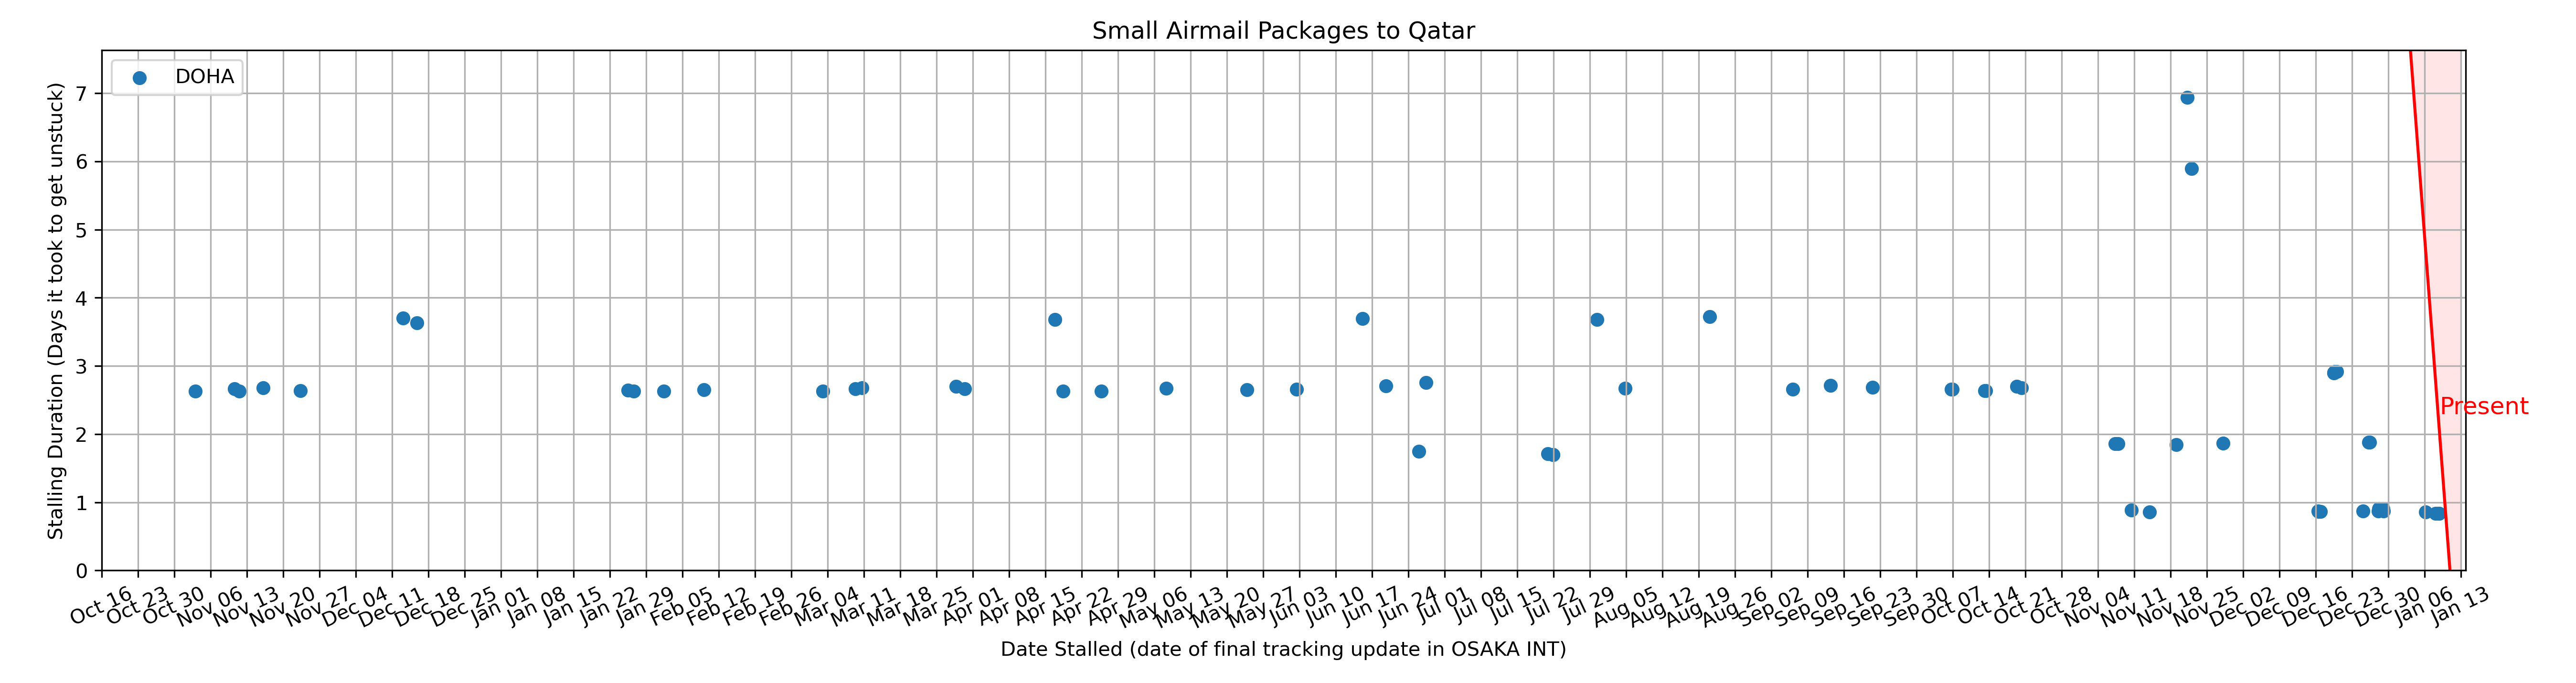 Small Airmail Packages to Qatar
DOHA
Stalling Duration (Days it took to get unstuck)
7
6
5
4
3
2
1
0
Present
Oct 16 Oct 23 Oct 30 Nov 06 Nov 13 Nov 20 Nov 27 Dec 04 Dec 11 Dec 18 Dec 25 Jan 01 Jan 08 Jan 15 Jan 22 Jan 29 Feb 05 Feb 12 Feb 19 Feb 26 Mar 04 Mar 11 Mar 18 Mar 25 Apr 01 Apr 08 Apr 15 Apr 22 Apr 29 May 06 May 13 May 20 May 27 Jun 03 Jun 10 Jun 17 Jun 24 Jul 01 Jul 08 Jul 15 Jul 22 Jul 29 Aug 05 Aug 12 Aug 19 Aug 26 Sep 02 Sep 09 Sep 16 Sep 23 Sep 30 Oct 07 Oct 14 Oct 21 Oct 28 Nov 04 Nov 11 Nov 18 Nov 25 Dec 02 Dec 09 Dec 16 Dec 23 Dec 30 Jan 06 Jan 13
Date Stalled (date of final tracking update in OSAKA INT)